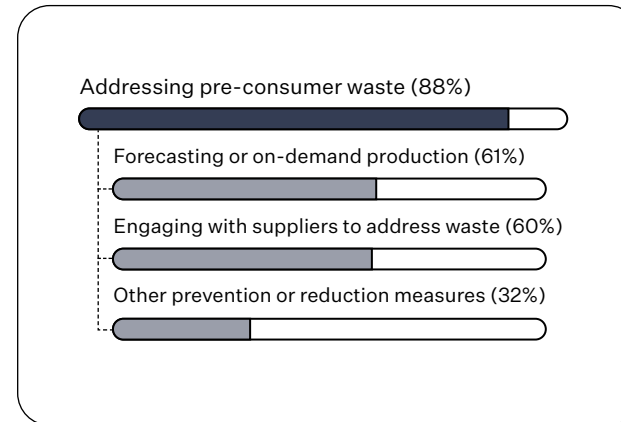 Addressing pre-consumer waste (88%)
Forecasting or on-demand production (61%)
Engaging with suppliers to address waste (60%)
Other prevention or reduction measures (32%)